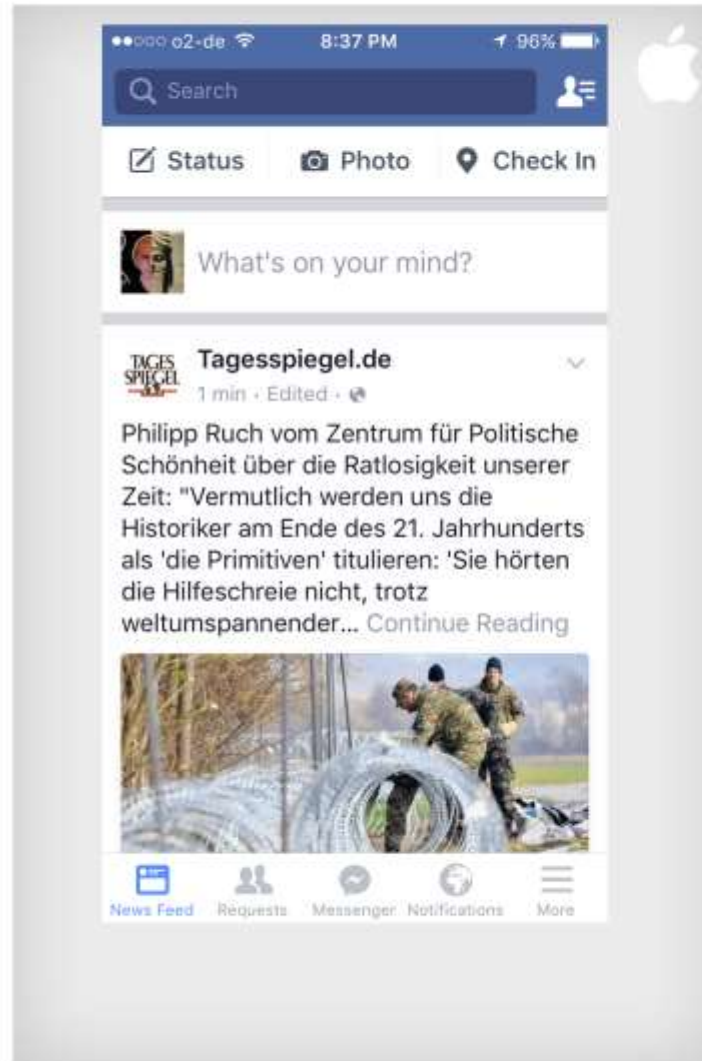 o2-de 8:37 PM 96%
Search
Status Photo Check In
What's on your mind?
TAGES
SPIEGEL
Tagesspiegel.de
1 min · Edited ·
Philipp Ruch vom Zentrum für Politische
Schönheit über die Ratlosigkeit unserer
Zeit: "Vermutlich werden uns die
Historiker am Ende des 21. Jahrhunderts
als 'die Primitiven' titulieren: 'Sie hörten
die Hilfeschreie nicht, trotz
weltumspannender... Continue Reading
News Feed Requests Messenger Notifications More